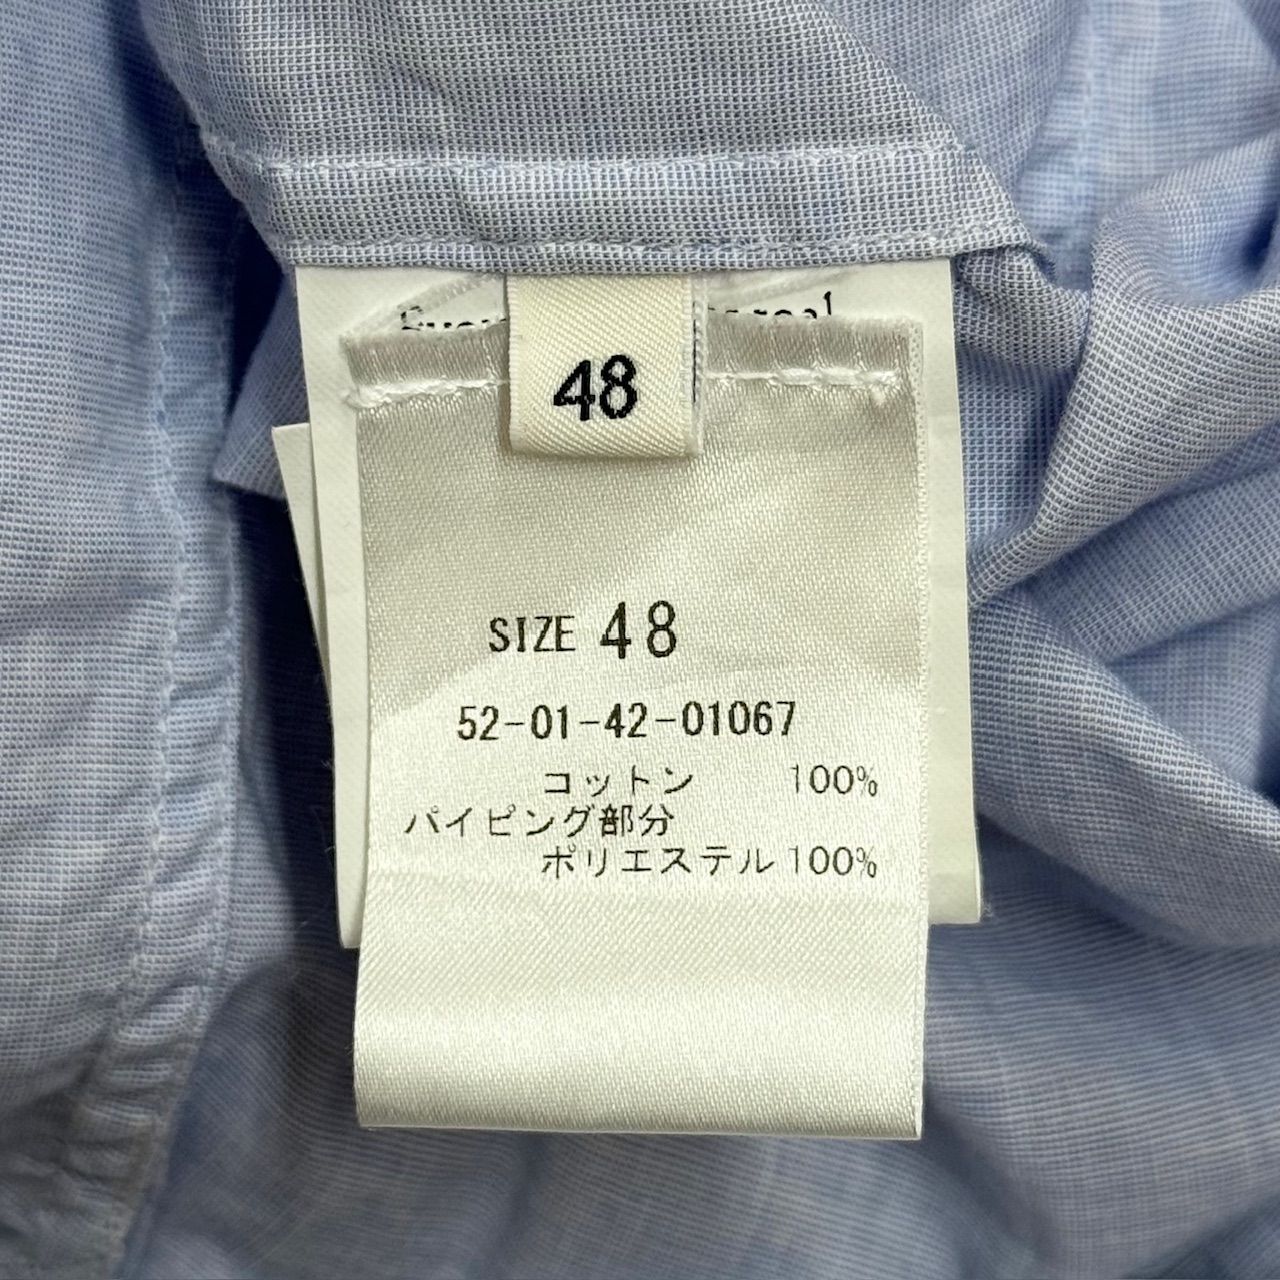 48
SIZE 48
52-01-42-01067
コットン 100%
パイピング部分
ポリエステル 100%